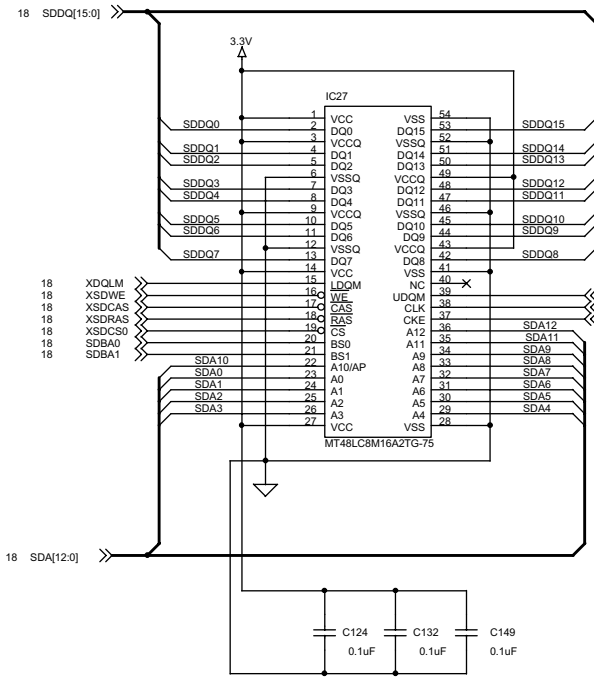 18 SDDQ[15:0]
3.3V
IC27
1 VCC VSS 54
SDDQ0 2 DQ0 DQ15 53 SDDQ15
3 VCCQ VSSQ 52
SDDQ1 4 DQ1 DQ14 51 SDDQ14
SDDQ2 5 DQ2 DQ13 50 SDDQ13
6 VSSQ VCCQ 49
SDDQ3 7 DQ3 DQ12 48 SDDQ12
SDDQ4 8 DQ4 DQ11 47 SDDQ11
9 VCCQ VSSQ 46
SDDQ5 10 DQ5 DQ10 45 SDDQ10
SDDQ6 11 DQ6 DQ9 44 SDDQ9
12 VSSQ VCCQ 43
SDDQ7 13 DQ7 DQ8 42 SDDQ8
14 VCC VSS 41
18 XDQLM 15 LDQM NC 40
18 XSDWE 16 WE UDQM 39
18 XSDCAS 17 CAS CLK 38
18 XSDRAS 18 RAS CKE 37
18 XSDCS0 19 CS A12 36 SDA12
18 SDBA0 20 BS0 A11 35 SDA11
18 SDBA1 21 BS1 A9 34 SDA9
SDA10 22 A10/AP A8 33 SDA8
SDA0 23 A0 A7 32 SDA7
SDA1 24 A1 A6 31 SDA6
SDA2 25 A2 A5 30 SDA5
SDA3 26 A3 A4 29 SDA4
27 VCC VSS 28
MT48LC8M16A2TG-75
18 SDA[12:0]
C124 C132 C149
0.1uF 0.1uF 0.1uF